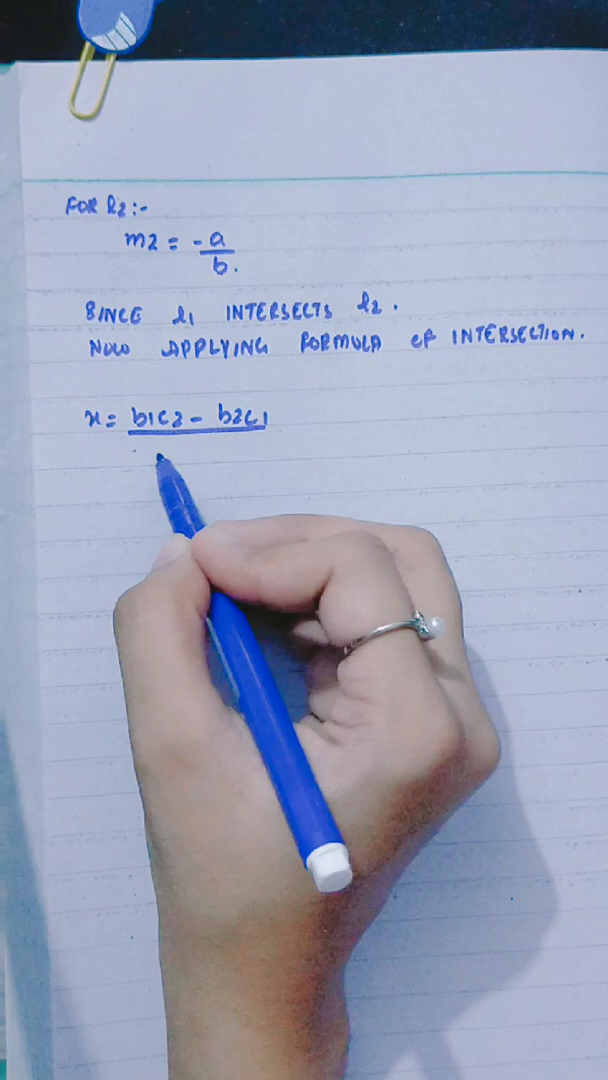 FOR l2:-
m2 = -a
b.
SINCE l1 INTERSECTS l2.
NOW APPLYING FORMULA OF INTERSECTION.
x = b1c2 - b2c1